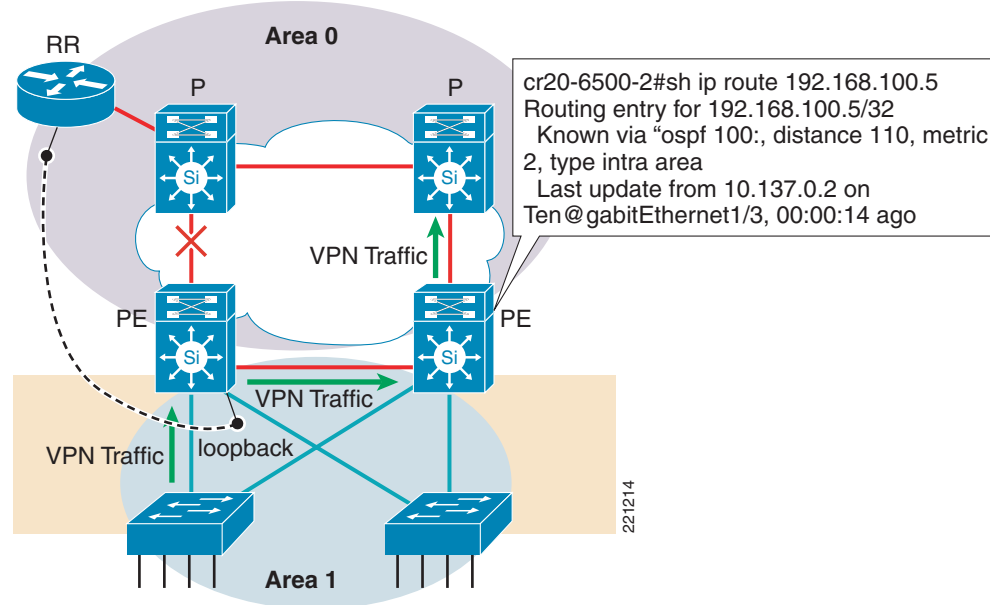 Area 0
RR
P
P
cr20-6500-2#sh ip route 192.168.100.5
Routing entry for 192.168.100.5/32
Known via “ospf 100:, distance 110, metric
2, type intra area
Last update from 10.137.0.2 on
Ten@gabitEthernet1/3, 00:00:14 ago
Si
Si
VPN Traffic
PE
PE
Si
Si
VPN Traffic
VPN Traffic
loopback
221214
Area 1